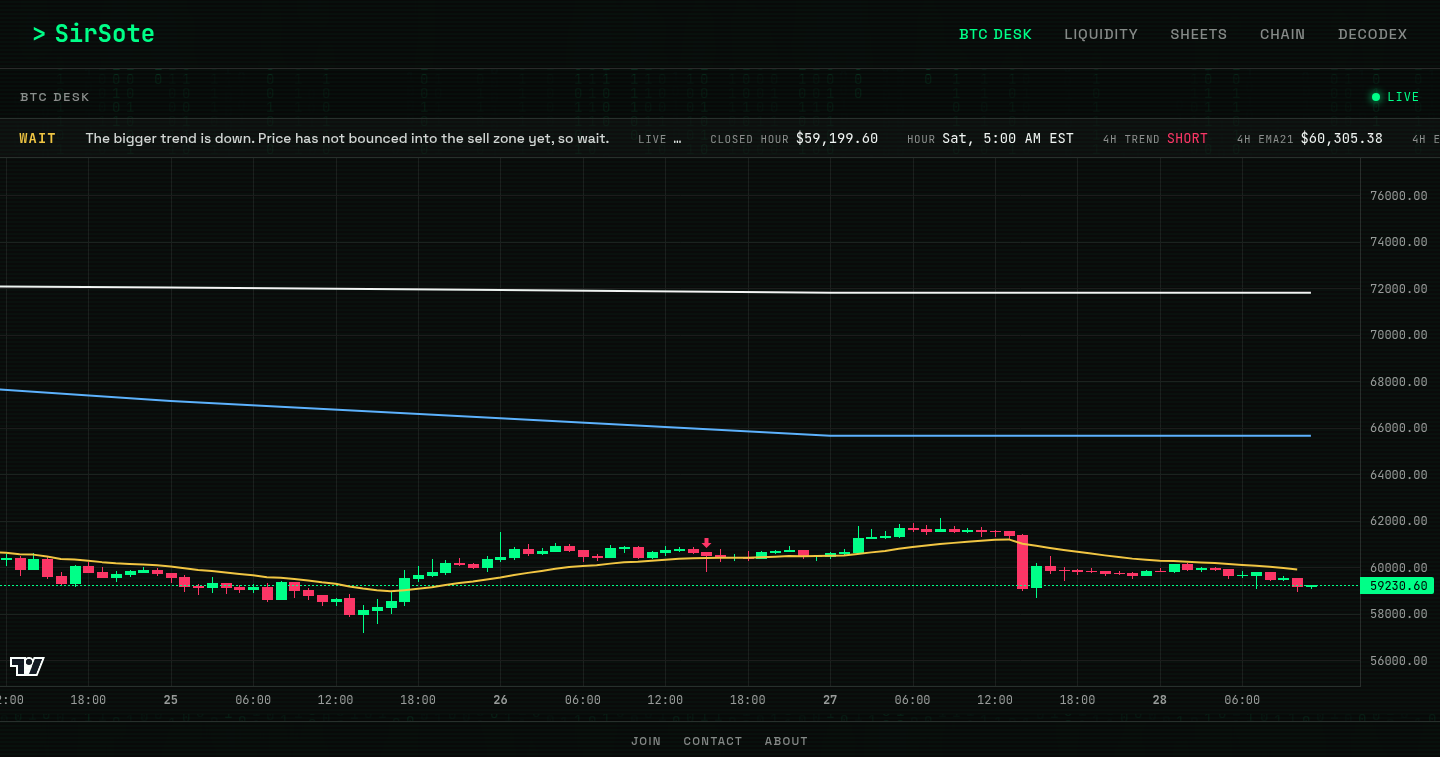 > SirSote
BTC DESK LIQUIDITY SHEETS CHAIN DECODEX
BTC DESK
LIVE
WAIT The bigger trend is down. Price has not bounced into the sell zone yet, so wait. LIVE … CLOSED HOUR $59,199.60 HOUR Sat, 5:00 AM EST 4H TREND SHORT 4H EMA21 $60,305.38 4H E
76000.00
74000.00
72000.00
70000.00
68000.00
66000.00
64000.00
62000.00
60000.00
59230.60
58000.00
56000.00
2:00 18:00 25 06:00 12:00 18:00 26 06:00 12:00 18:00 27 06:00 12:00 18:00 28 06:00
JOIN CONTACT ABOUT